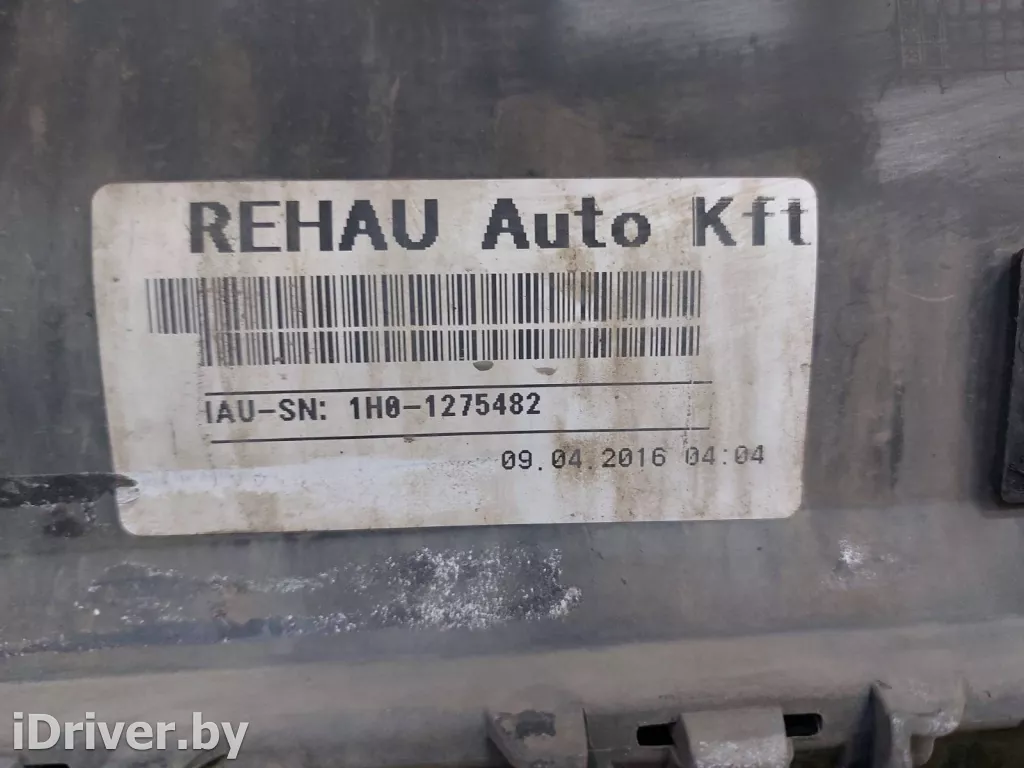 REHAU Auto Kft
IAU-SN: 1H0-1275482
09.04.2016 04:04
iDriver.by